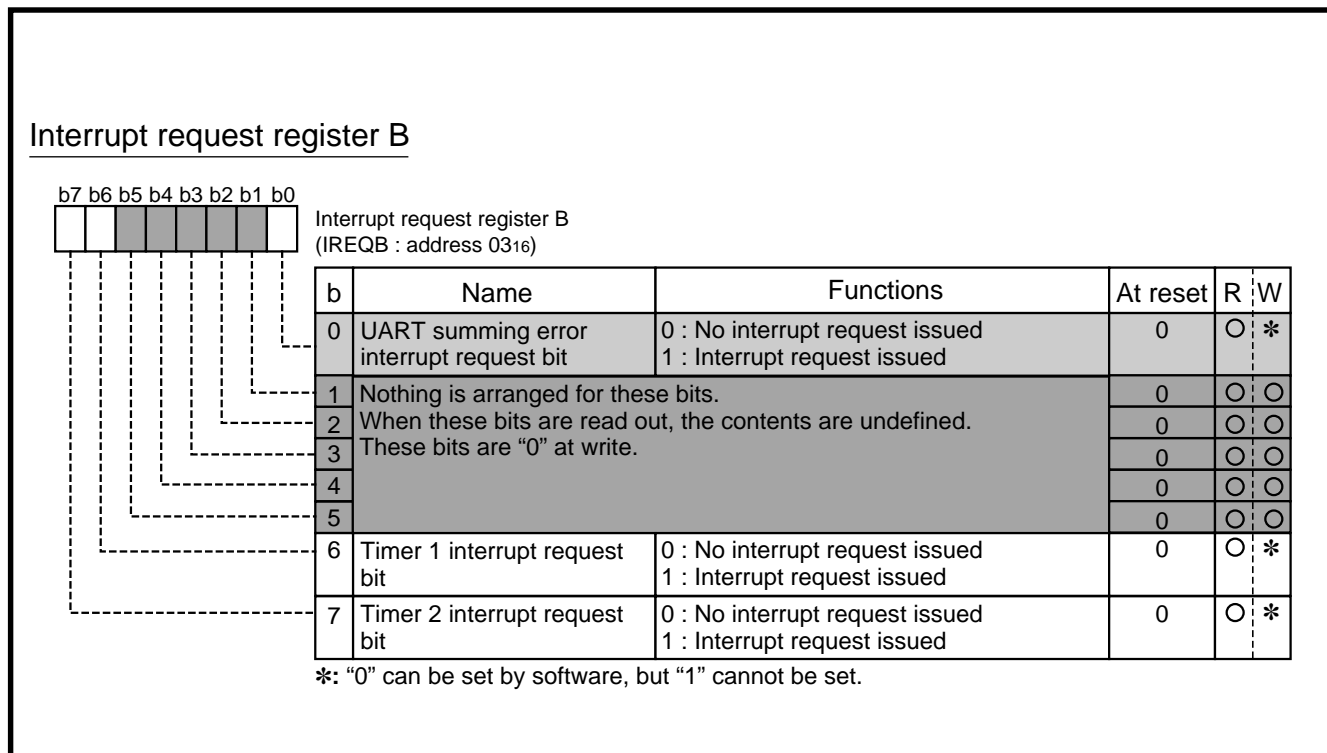 Interrupt request register B
b7 b6 b5 b4 b3 b2 b1 b0
Interrupt request register B
(IREQB : address 0316)
b Name Functions At reset R W
0 UART summing error 0 : No interrupt request issued 0 O ✻
interrupt request bit 1 : Interrupt request issued
1 Nothing is arranged for these bits. 0 O O
2 When these bits are read out, the contents are undefined. 0 O O
3 These bits are “0” at write. 0 O O
4 0 O O
5 0 O O
6 Timer 1 interrupt request 0 : No interrupt request issued 0 O ✻
bit 1 : Interrupt request issued
7 Timer 2 interrupt request 0 : No interrupt request issued 0 O ✻
bit 1 : Interrupt request issued
✻: “0” can be set by software, but “1” cannot be set.